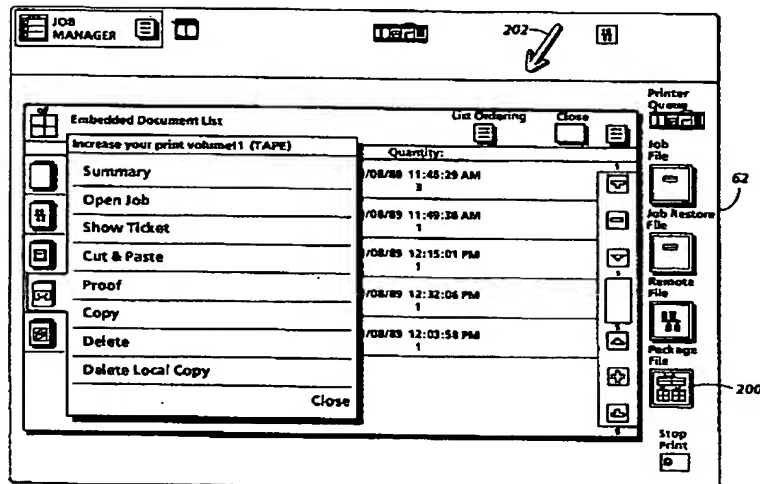 JOB
MANAGER
202
Printer
Queue
Embedded Document List
List Ordering
Close
Increase your print volume!1 (TAPE)
Quantity:
Job
File
Summary
/08/88 11:45:29 AM
3
62
Open Job
Show Ticket
/08/89 11:49:36 AM
1
Job Restore
File
Cut & Paste
/08/89 12:15:01 PM
1
Proof
Remote
File
Copy
/08/89 12:32:06 PM
1
Delete
/08/89 12:03:58 PM
1
Package
File
Delete Local Copy
Close
200
Stop
Print